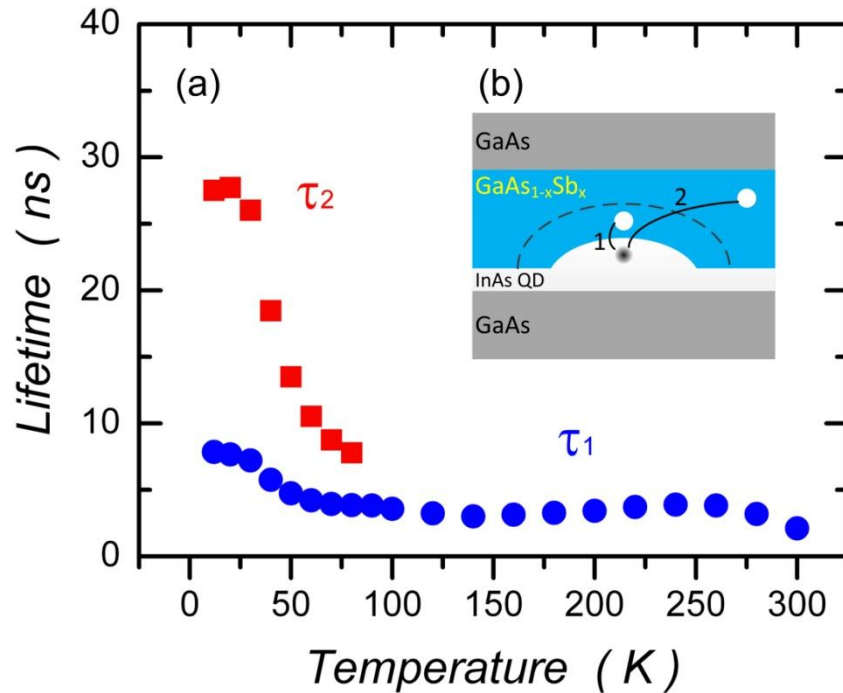 Lifetime ( ns )
40
30
20
10
0
(a)
τ2
τ1
(b)
GaAs
GaAs1-xSbx
1
2
InAs QD
GaAs
0
50
100
150
200
250
300
Temperature ( K )